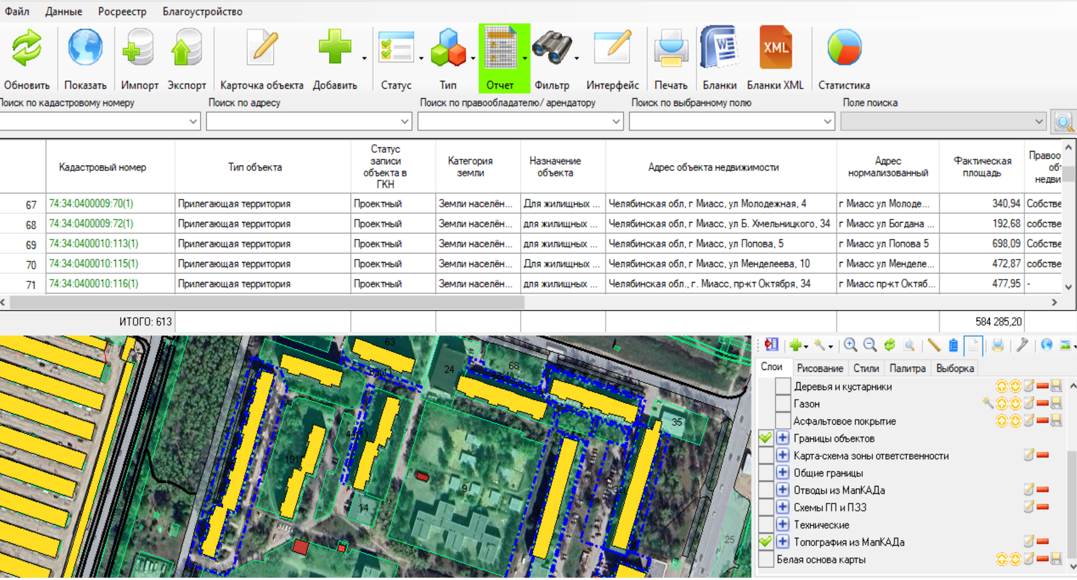 Файл Данные Росреестр Благоустройство
Обновить Показать Импорт Экспорт Карточка объекта Добавить Статус Тип Отчет Фильтр Интерфейс Печать Бланки Бланки XML Статистика
Поиск по кадастровому номеру Поиск по адресу Поиск по правообладателю/ арендатору Поиск по выбранному полю Поле поиска
Кадастровый номер Тип объекта Статус записи объекта в ГКН Категория земли Назначение объекта Адрес объекта недвижимости Адрес нормализованный Фактическая площадь Правоо об недви
67 74:34:0400009:70(1) Прилегающая территория Проектный Земли населён... Для жилищных ... Челябинская обл, г Миасс, ул Молодежная, 4 г Миасс ул Молоде... 340,94 Собстве
68 74:34:0400009:72(1) Прилегающая территория Проектный Земли населён... для жилищных ... Челябинская обл, г Миасс, ул Б. Хмельницкого, 34 г Миасс ул Богдана ... 192,68 собстве
69 74:34:0400010:113(1) Прилегающая территория Проектный Земли населён... для жилищных ... Челябинская обл, г Миасс, ул Попова, 5 г Миасс ул Попова 5 698,09 Собстве
70 74:34:0400010:115(1) Прилегающая территория Проектный Земли населён... Для жилищных ... Челябинская обл, г Миасс, ул Менделеева, 10 г Миасс ул Менделе... 472,87 собстве
71 74:34:0400010:116(1) Прилегающая территория Проектный Земли населён... для жилищных ... Челябинская обл., г. Миасс, пр-кт Октября, 34 г Миасс пр-кт Октяб... 477,95 -
ИТОГО: 613 584 285,20
63
24
68
35
14
9
25
Слои Рисование Стили Палитра Выборка
Деревья и кустарники
Газон
Асфальтовое покрытие
Границы объектов
Карта-схема зоны ответственности
Общие границы
Отводы из МапКАДа
Схемы ГП и ПЗЗ
Технические
Топография из МапКАДа
Белая основа карты